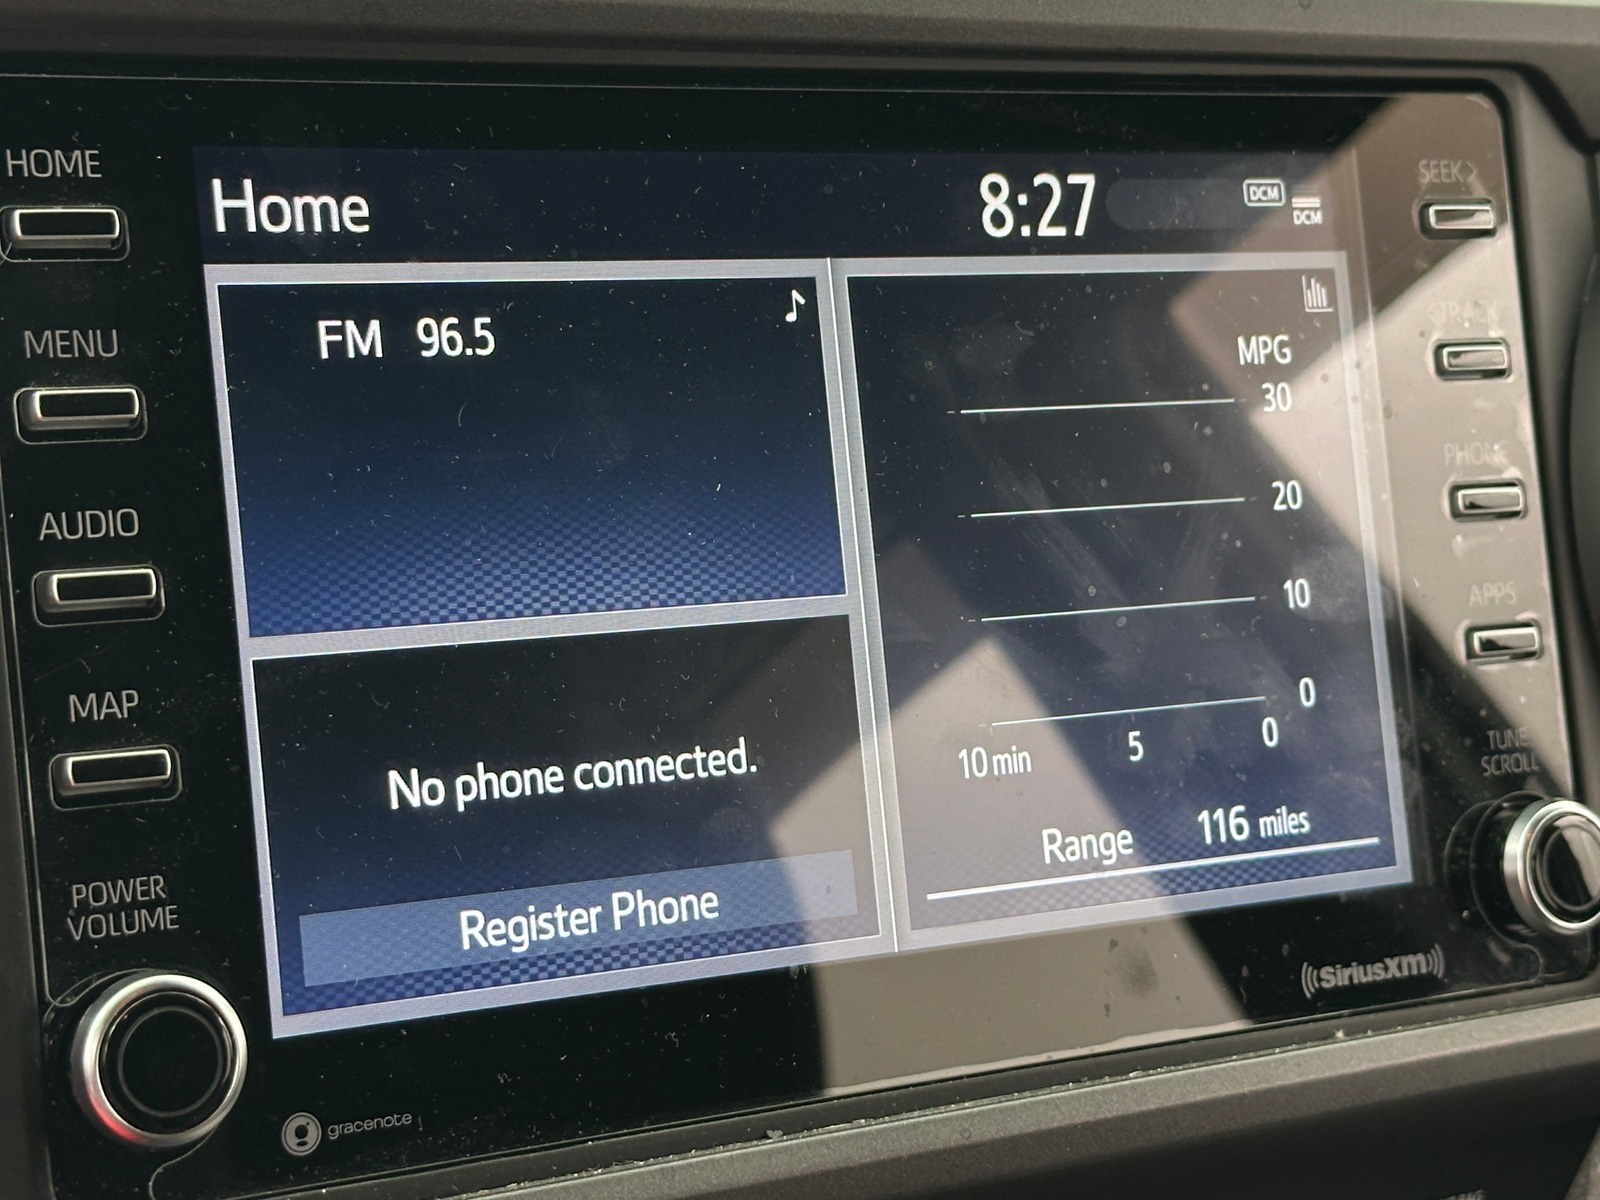 HOME
MENU
AUDIO
MAP
POWER
VOLUME
Home
8:27
DCM
DCM
FM 96.5
MPG
30
20
10
0
10 min 5 0
Range 116 miles
No phone connected.
Register Phone
SEEK >
< TRACK
PHONE
APPS
TUNE
SCROLL
((SiriusXm))
gracenote